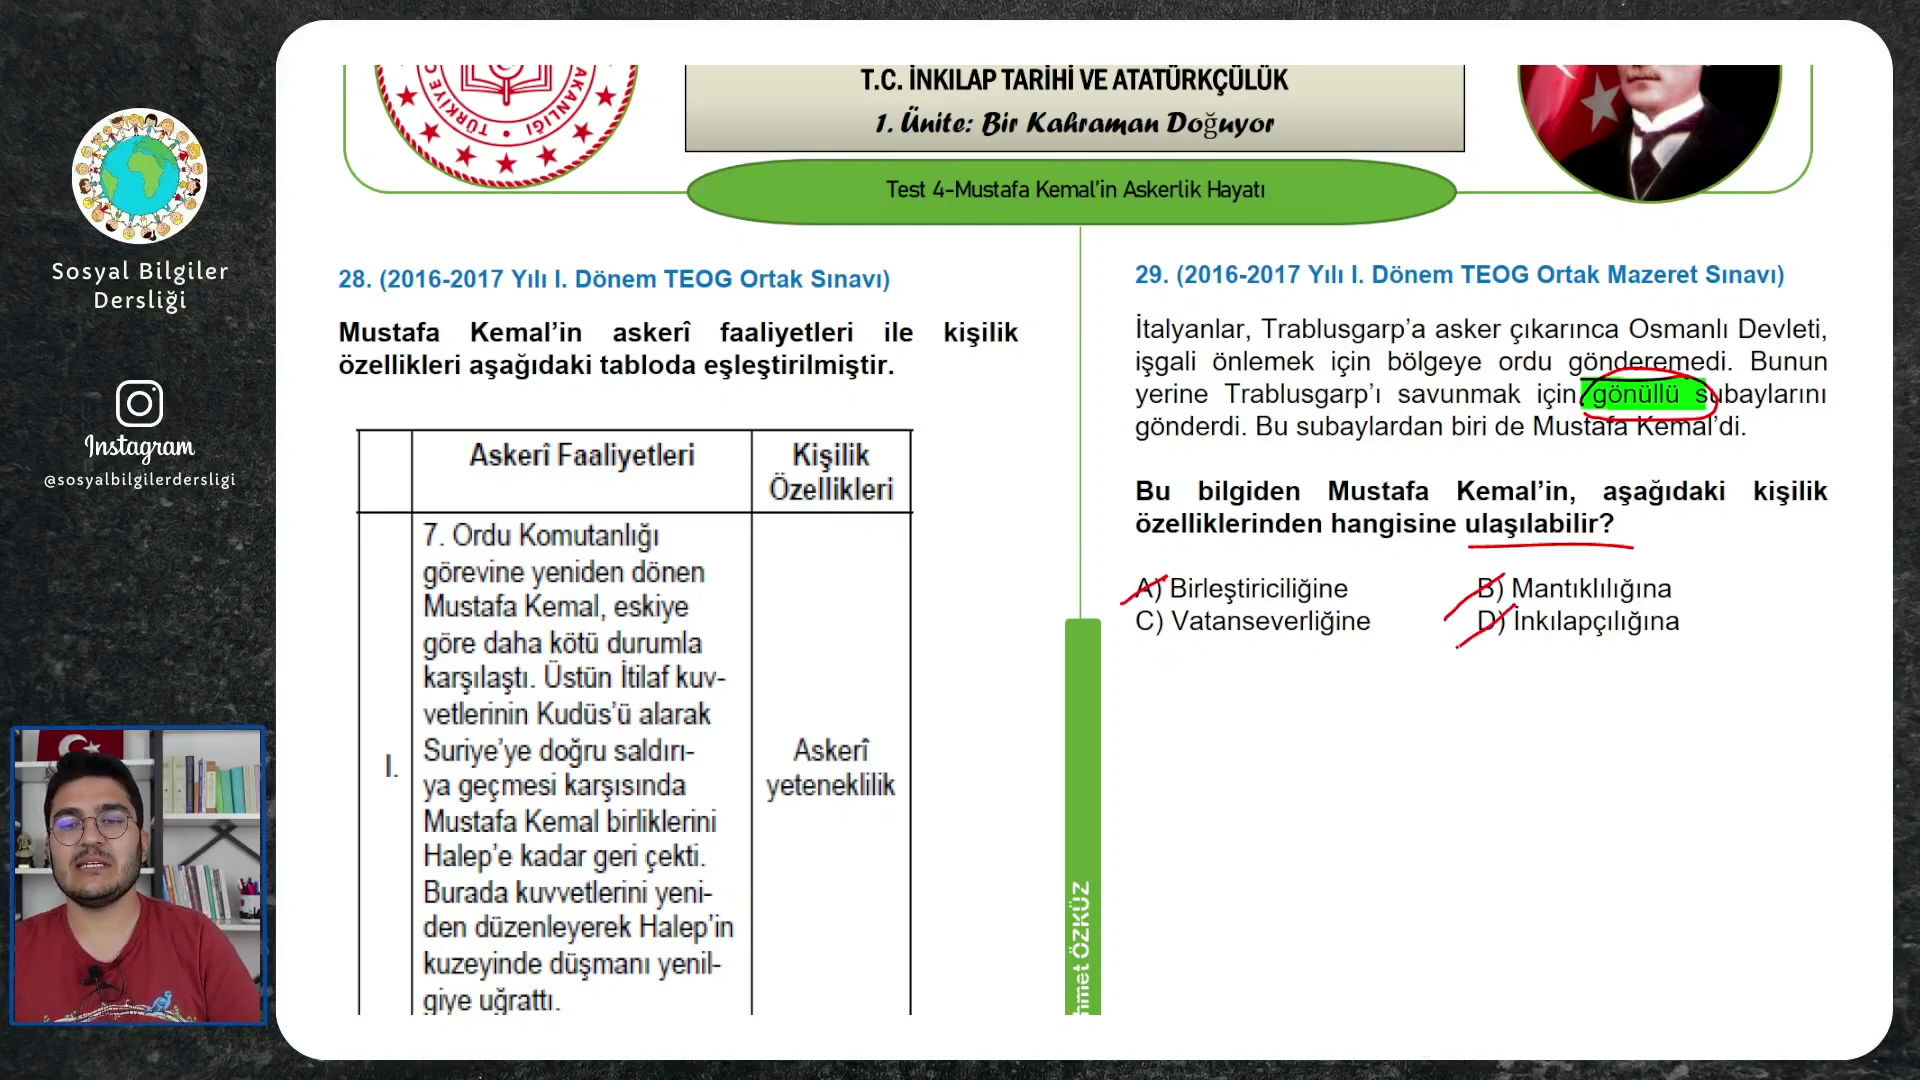 T.C. İNKILAP TARİHİ VE ATATÜRKÇÜLÜK
1. Ünite: Bir Kahraman Doğuyor
Test 4-Mustafa Kemal'in Askerlik Hayatı
Sosyal Bilgiler
Dersliği
Instagram
@sosyalbilgilerdersligi
28. (2016-2017 Yılı I. Dönem TEOG Ortak Sınavı)
Mustafa Kemal'in askerî faaliyetleri ile kişilik
özellikleri aşağıdaki tabloda eşleştirilmiştir.
Askerî Faaliyetleri
Kişilik
Özellikleri
I.
7. Ordu Komutanlığı
görevine yeniden dönen
Mustafa Kemal, eskiye
göre daha kötü durumla
karşılaştı. Üstün İtilaf kuv-
vetlerinin Kudüs'ü alarak
Suriye'ye doğru saldırı-
ya geçmesi karşısında
Mustafa Kemal birliklerini
Halep'e kadar geri çekti.
Burada kuvvetlerini yeni-
den düzenleyerek Halep'in
kuzeyinde düşmanı yenil-
giye uğrattı.
Askerî
yeteneklilik
29. (2016-2017 Yılı I. Dönem TEOG Ortak Mazeret Sınavı)
İtalyanlar, Trablusgarp'a asker çıkarınca Osmanlı Devleti,
işgali önlemek için bölgeye ordu gönderemedi. Bunun
yerine Trablusgarp'ı savunmak için gönüllü subaylarını
gönderdi. Bu subaylardan biri de Mustafa Kemal'di.
Bu bilgiden Mustafa Kemal'in, aşağıdaki kişilik
özelliklerinden hangisine ulaşılabilir?
A) Birleştiriciliğine B) Mantıklılığına
C) Vatanseverliğine D) İnkılapçılığına
ÖZKÜZ